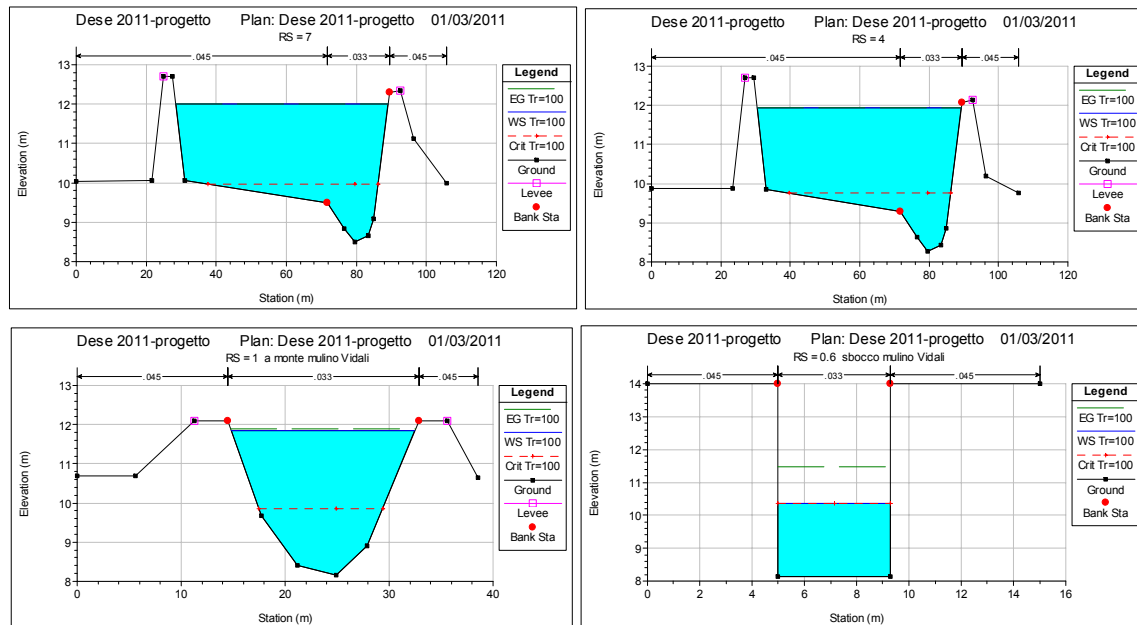 Dese 2011-progetto Plan: Dese 2011-progetto 01/03/2011
RS = 7
.045 .033 .045
13
12
11
10
9
8
0 20 40 60 80 100 120
Elevation (m)
Station (m)
Legend
EG Tr=100
WS Tr=100
Crit Tr=100
Ground
Levee
Bank Sta
Dese 2011-progetto Plan: Dese 2011-progetto 01/03/2011
RS = 4
.045 .033 .045
13
12
11
10
9
8
0 20 40 60 80 100 120
Elevation (m)
Station (m)
Legend
EG Tr=100
WS Tr=100
Crit Tr=100
Ground
Levee
Bank Sta
Dese 2011-progetto Plan: Dese 2011-progetto 01/03/2011
RS = 1 a monte mulino Vidali
.045 .033 .045
13
12
11
10
9
8
0 10 20 30 40
Elevation (m)
Station (m)
Legend
EG Tr=100
WS Tr=100
Crit Tr=100
Ground
Levee
Bank Sta
Dese 2011-progetto Plan: Dese 2011-progetto 01/03/2011
RS = 0.6 sbocco mulino Vidali
.045 .033 .045
14
13
12
11
10
9
8
0 2 4 6 8 10 12 14 16
Elevation (m)
Station (m)
Legend
EG Tr=100
WS Tr=100
Crit Tr=100
Ground
Bank Sta